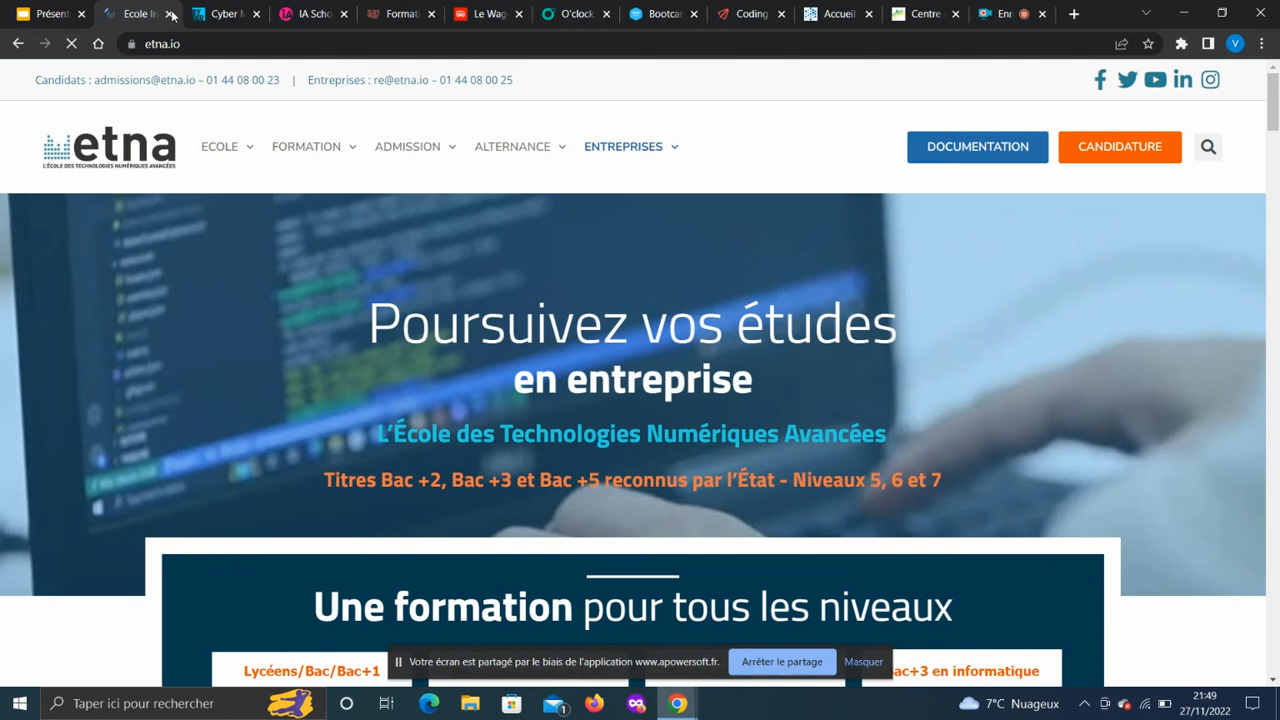 Présent
Ecole In
Cyber M
IA Scho
Formati
Le Wag
O'clock
Bootcar
Coding
Accueil
Centre
Enr
etna.io
V
Candidats : admissions@etna.io – 01 44 08 00 23 | Entreprises : re@etna.io – 01 44 08 00 25
etna
L'ÉCOLE DES TECHNOLOGIES NUMÉRIQUES AVANCÉES
ECOLE
FORMATION
ADMISSION
ALTERNANCE
ENTREPRISES
DOCUMENTATION
CANDIDATURE
Poursuivez vos études
en entreprise
L'École des Technologies Numériques Avancées
Titres Bac +2, Bac +3 et Bac +5 reconnus par l'État - Niveaux 5, 6 et 7
Une formation pour tous les niveaux
Votre écran est partagé par le biais de l'application www.apowersoft.fr.
Arrêter le partage
Masquer
Lycéens/Bac/Bac+1
ac+3 en informatique
Taper ici pour rechercher
1
7°C Nuageux
21:49
27/11/2022